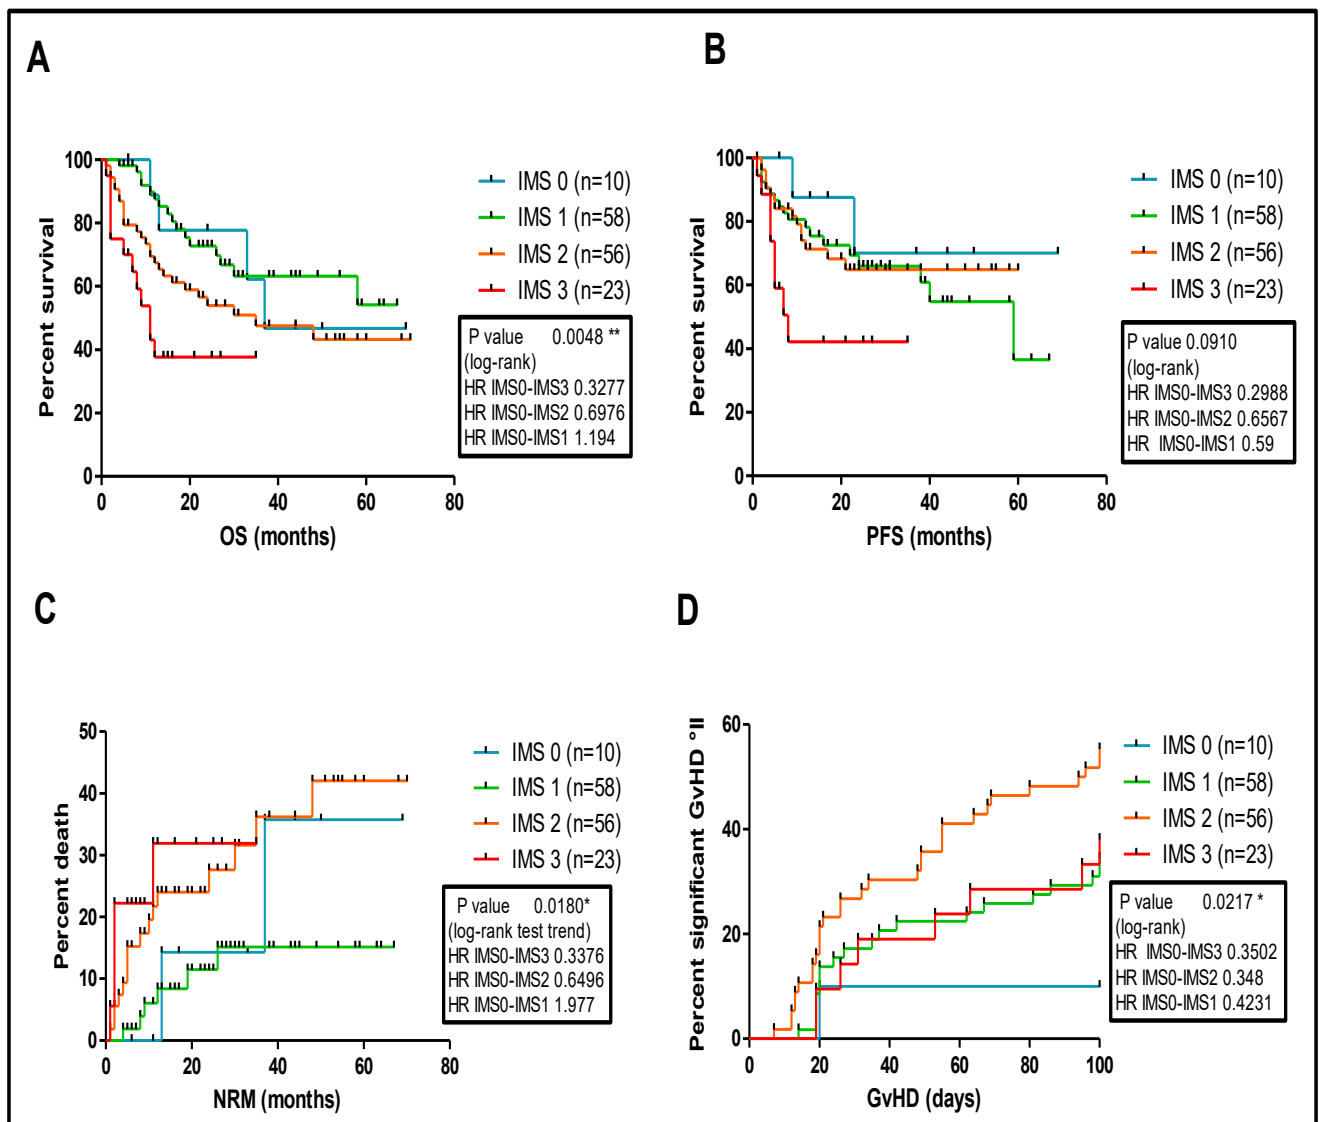 A
Percent survival
100
80
60
40
20
0
0 20 40 60 80
OS (months)
IMS 0 (n=10)
IMS 1 (n=58)
IMS 2 (n=56)
IMS 3 (n=23)
P value 0.0048 **
(log-rank)
HR IMS0-IMS3 0.3277
HR IMS0-IMS2 0.6976
HR IMS0-IMS1 1.194
B
Percent survival
100
80
60
40
20
0
0 20 40 60 80
PFS (months)
IMS 0 (n=10)
IMS 1 (n=58)
IMS 2 (n=56)
IMS 3 (n=23)
P value 0.0910
(log-rank)
HR IMS0-IMS3 0.2988
HR IMS0-IMS2 0.6567
HR IMS0-IMS1 0.59
C
Percent death
50
40
30
20
10
0
0 20 40 60 80
NRM (months)
IMS 0 (n=10)
IMS 1 (n=58)
IMS 2 (n=56)
IMS 3 (n=23)
P value 0.0180*
(log-rank test trend)
HR IMS0-IMS3 0.3376
HR IMS0-IMS2 0.6496
HR IMS0-IMS1 1.977
D
Percent significant GvHD °II
60
40
20
0
0 20 40 60 80 100
GvHD (days)
IMS 0 (n=10)
IMS 1 (n=58)
IMS 2 (n=56)
IMS 3 (n=23)
P value 0.0217 *
(log-rank)
HR IMS0-IMS3 0.3502
HR IMS0-IMS2 0.348
HR IMS0-IMS1 0.4231